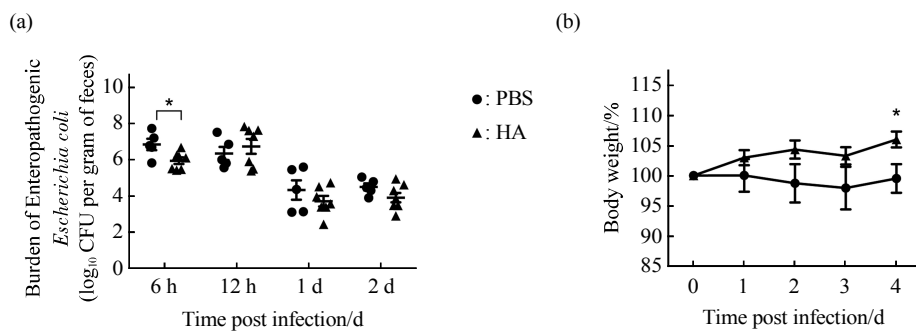 (a)
Burden of Enteropathogenic
Escherichia coli
(log₁₀ CFU per gram of feces)
10
8
6
4
2
0
*
6 h
12 h
1 d
2 d
Time post infection/d
●: PBS
▲: HA
(b)
Body weight/%
115
110
105
100
95
90
85
*
0
1
2
3
4
Time post infection/d